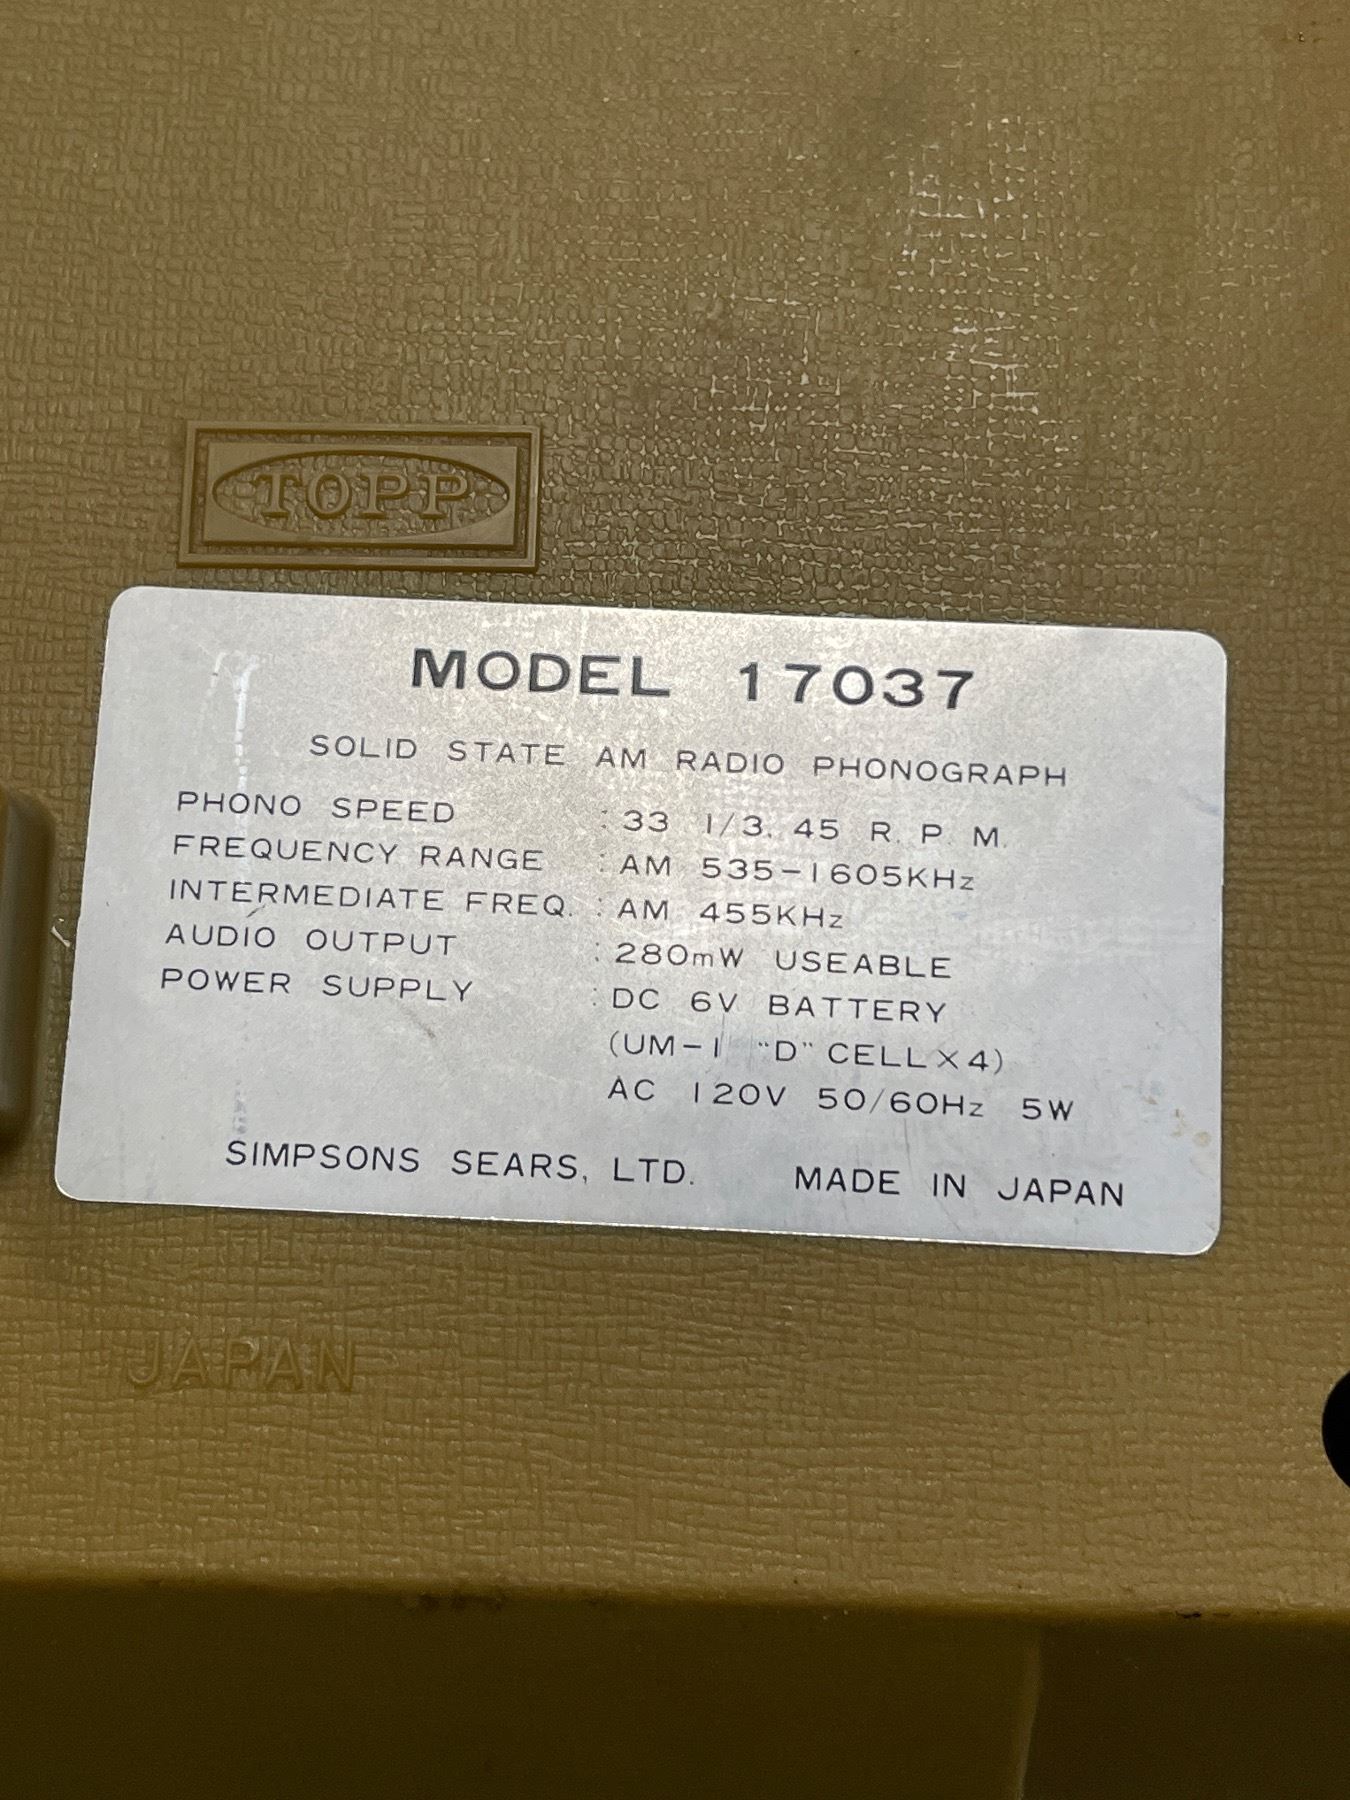 TOPP
MODEL 17037
SOLID STATE AM RADIO PHONOGRAPH
PHONO SPEED : 33 1/3. 45 R. P. M.
FREQUENCY RANGE : AM 535-1605KHz
INTERMEDIATE FREQ. : AM 455KHz
AUDIO OUTPUT : 280mW USEABLE
POWER SUPPLY : DC 6V BATTERY
(UM-1 "D" CELL×4)
AC 120V 50/60Hz 5W
SIMPSONS SEARS, LTD. MADE IN JAPAN
JAPAN